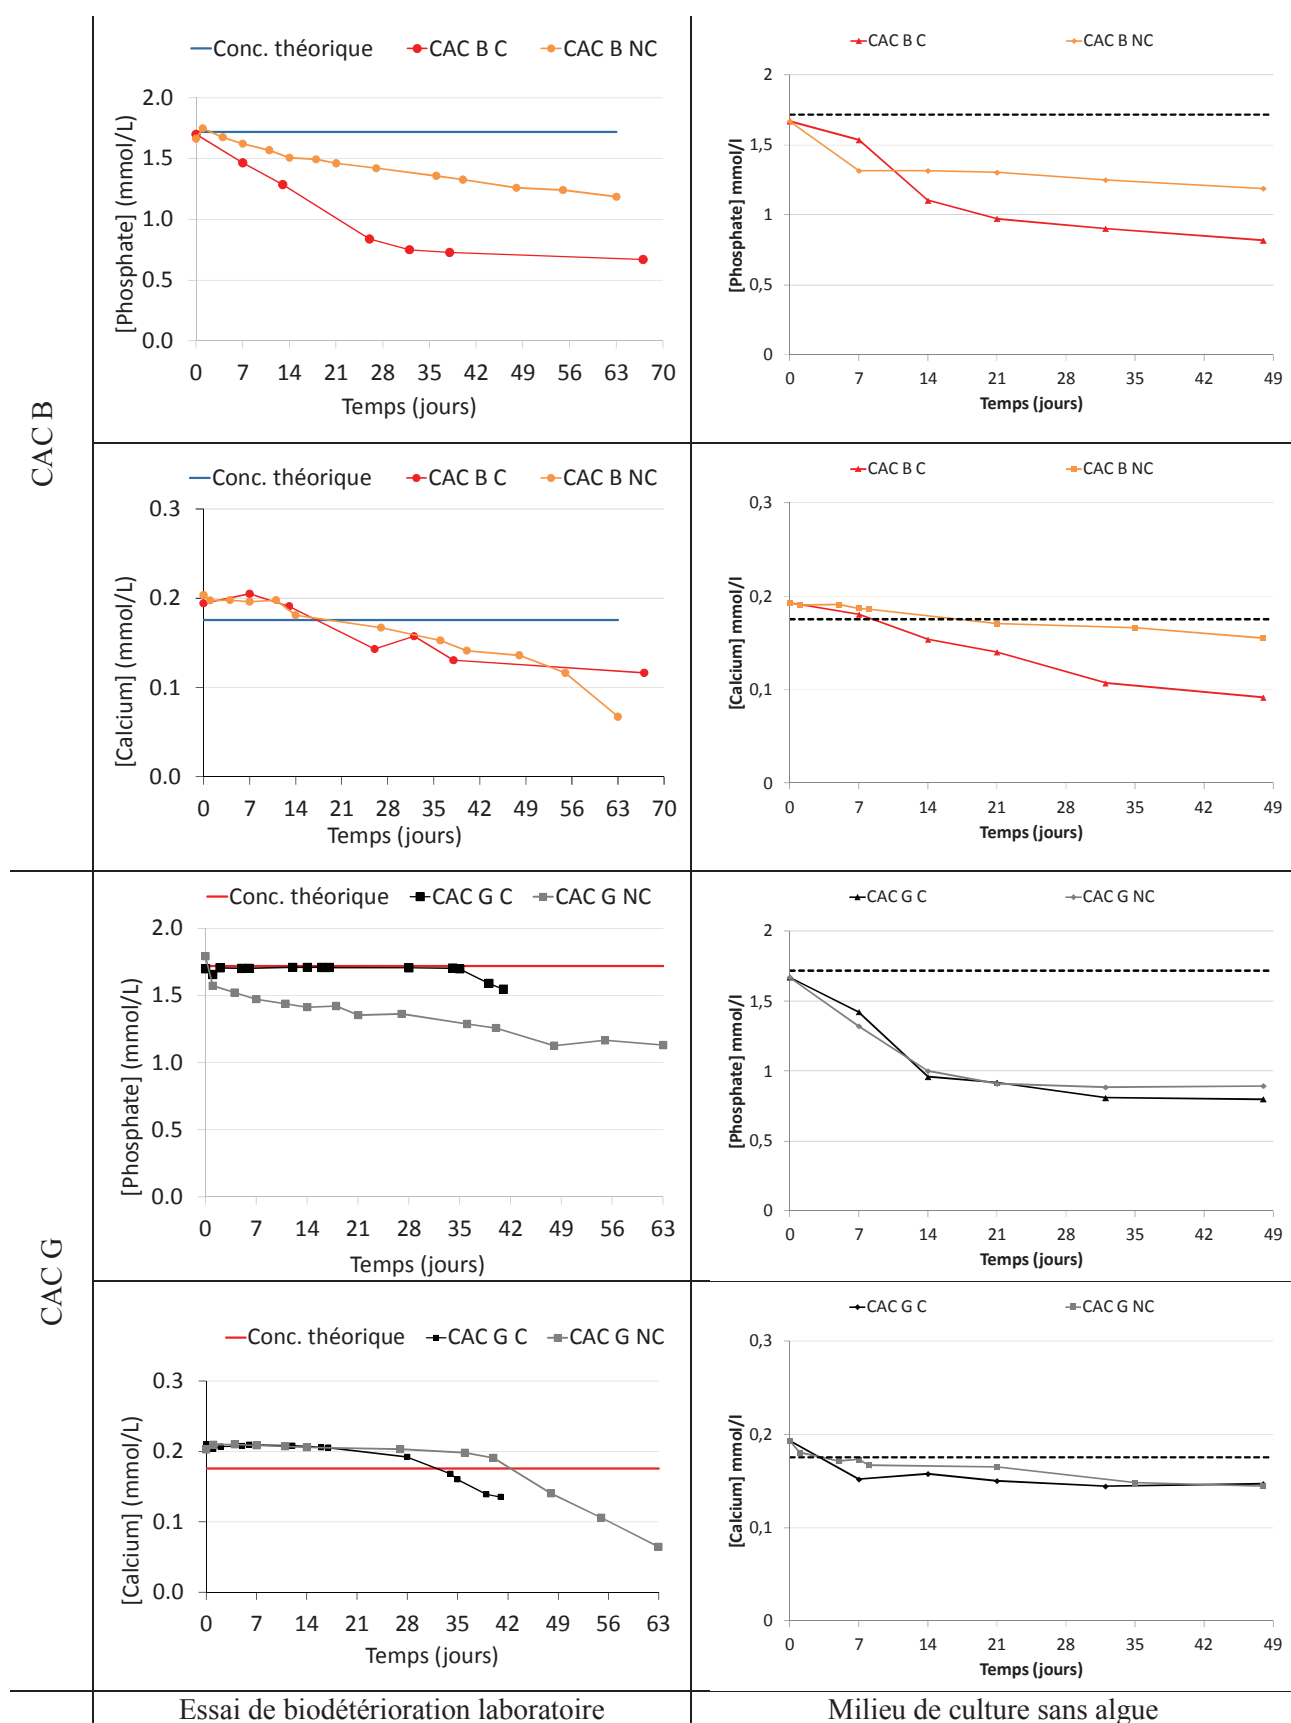 CAC B
Conc. théorique CAC B C CAC B NC
[Phosphate] (mmol/L)
2.0
1.5
1.0
0.5
0.0
0 7 14 21 28 35 42 49 56 63 70
Temps (jours)
CAC B C CAC B NC
[Phosphate] mmol/l
2
1,5
1
0,5
0
0 7 14 21 28 35 42 49
Temps (jours)
Conc. théorique CAC B C CAC B NC
[Calcium] (mmol/L)
0.3
0.2
0.1
0.0
0 7 14 21 28 35 42 49 56 63 70
Temps (jours)
CAC B C CAC B NC
[Calcium] mmol/l
0,3
0,2
0,1
0
0 7 14 21 28 35 42 49
Temps (jours)
CAC G
Conc. théorique CAC G C CAC G NC
[Phosphate] (mmol/L)
2.0
1.5
1.0
0.5
0.0
0 7 14 21 28 35 42 49 56 63
Temps (jours)
CAC G C CAC G NC
[Phosphate] mmol/l
2
1,5
1
0,5
0
0 7 14 21 28 35 42 49
Temps (jours)
Conc. théorique CAC G C CAC G NC
[Calcium] (mmol/L)
0.3
0.2
0.1
0.0
0 7 14 21 28 35 42 49 56 63
Temps (jours)
CAC G C CAC G NC
[Calcium] mmol/l
0,3
0,2
0,1
0
0 7 14 21 28 35 42 49
Temps (jours)
Essai de biodétérioration laboratoire
Milieu de culture sans algue